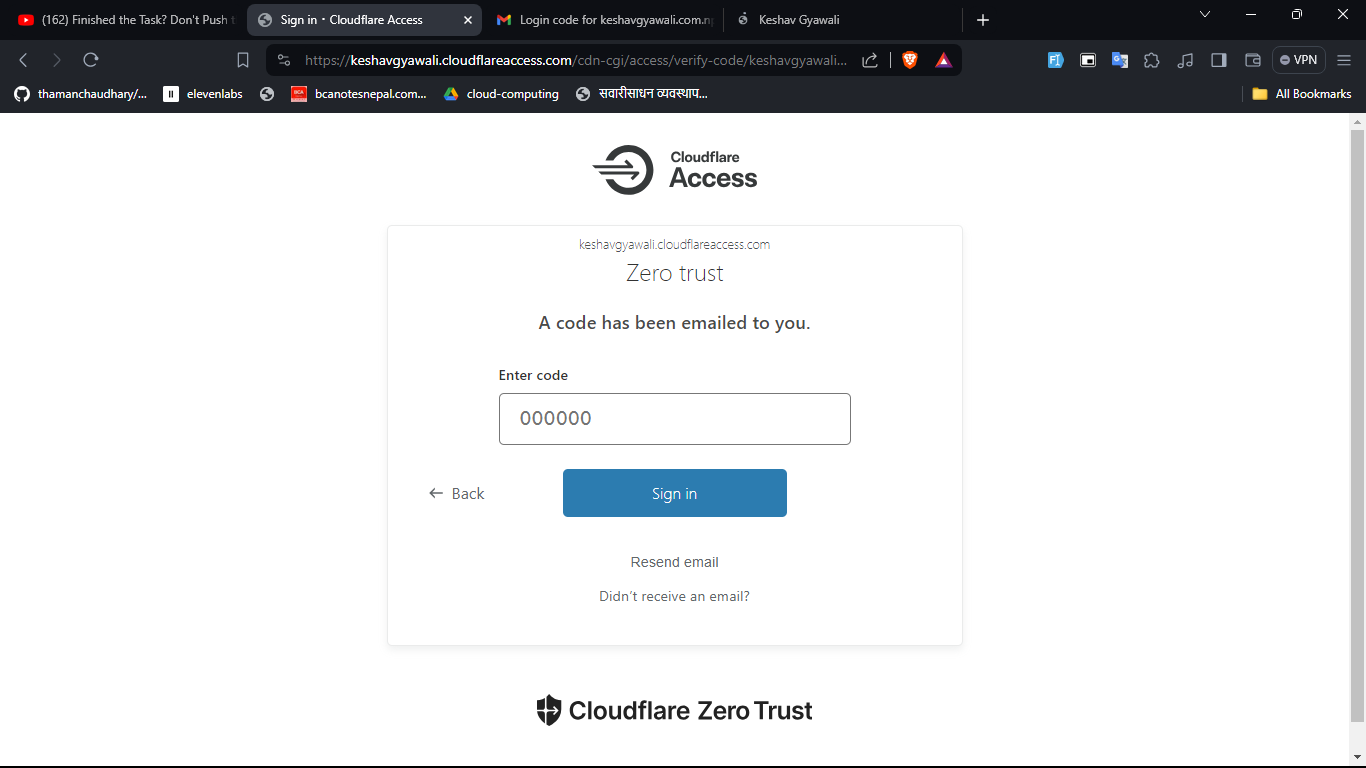 (162) Finished the Task? Don't Push t
Sign in・Cloudflare Access
Login code for keshavgyawali.com.n
Keshav Gyawali
https://keshavgyawali.cloudflareaccess.com/cdn-cgi/access/verify-code/keshavgyawali...
VPN
thamanchaudhary/...
elevenlabs
BCA
bcanotesnepal.com...
cloud-computing
सवारीसाधन व्यवस्थाप...
All Bookmarks
Cloudflare
Access
keshavgyawali.cloudflareaccess.com
Zero trust
A code has been emailed to you.
Enter code
000000
Back
Sign in
Resend email
Didn't receive an email?
Cloudflare Zero Trust